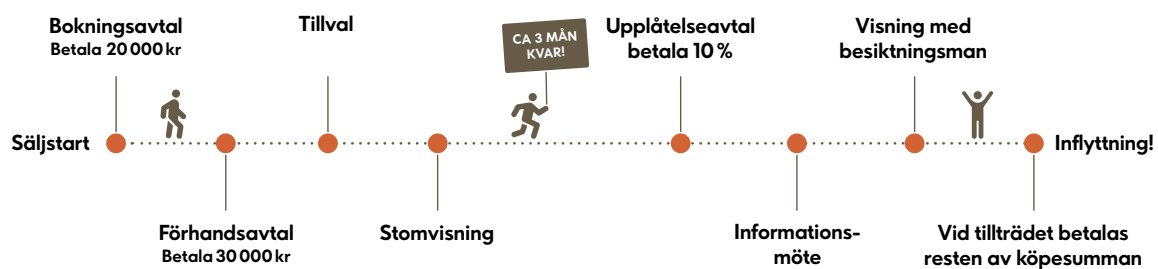 Bokningsavtal
Betala 20 000 kr
Tillval
CA 3 MÅN
KVAR!
Upplåtelseavtal
betala 10 %
Visning med
besiktningsman
Säljstart
Inflyttning!
Förhandsavtal
Betala 30 000 kr
Stomvisning
Informations-
möte
Vid tillträdet betalas
resten av köpesumman